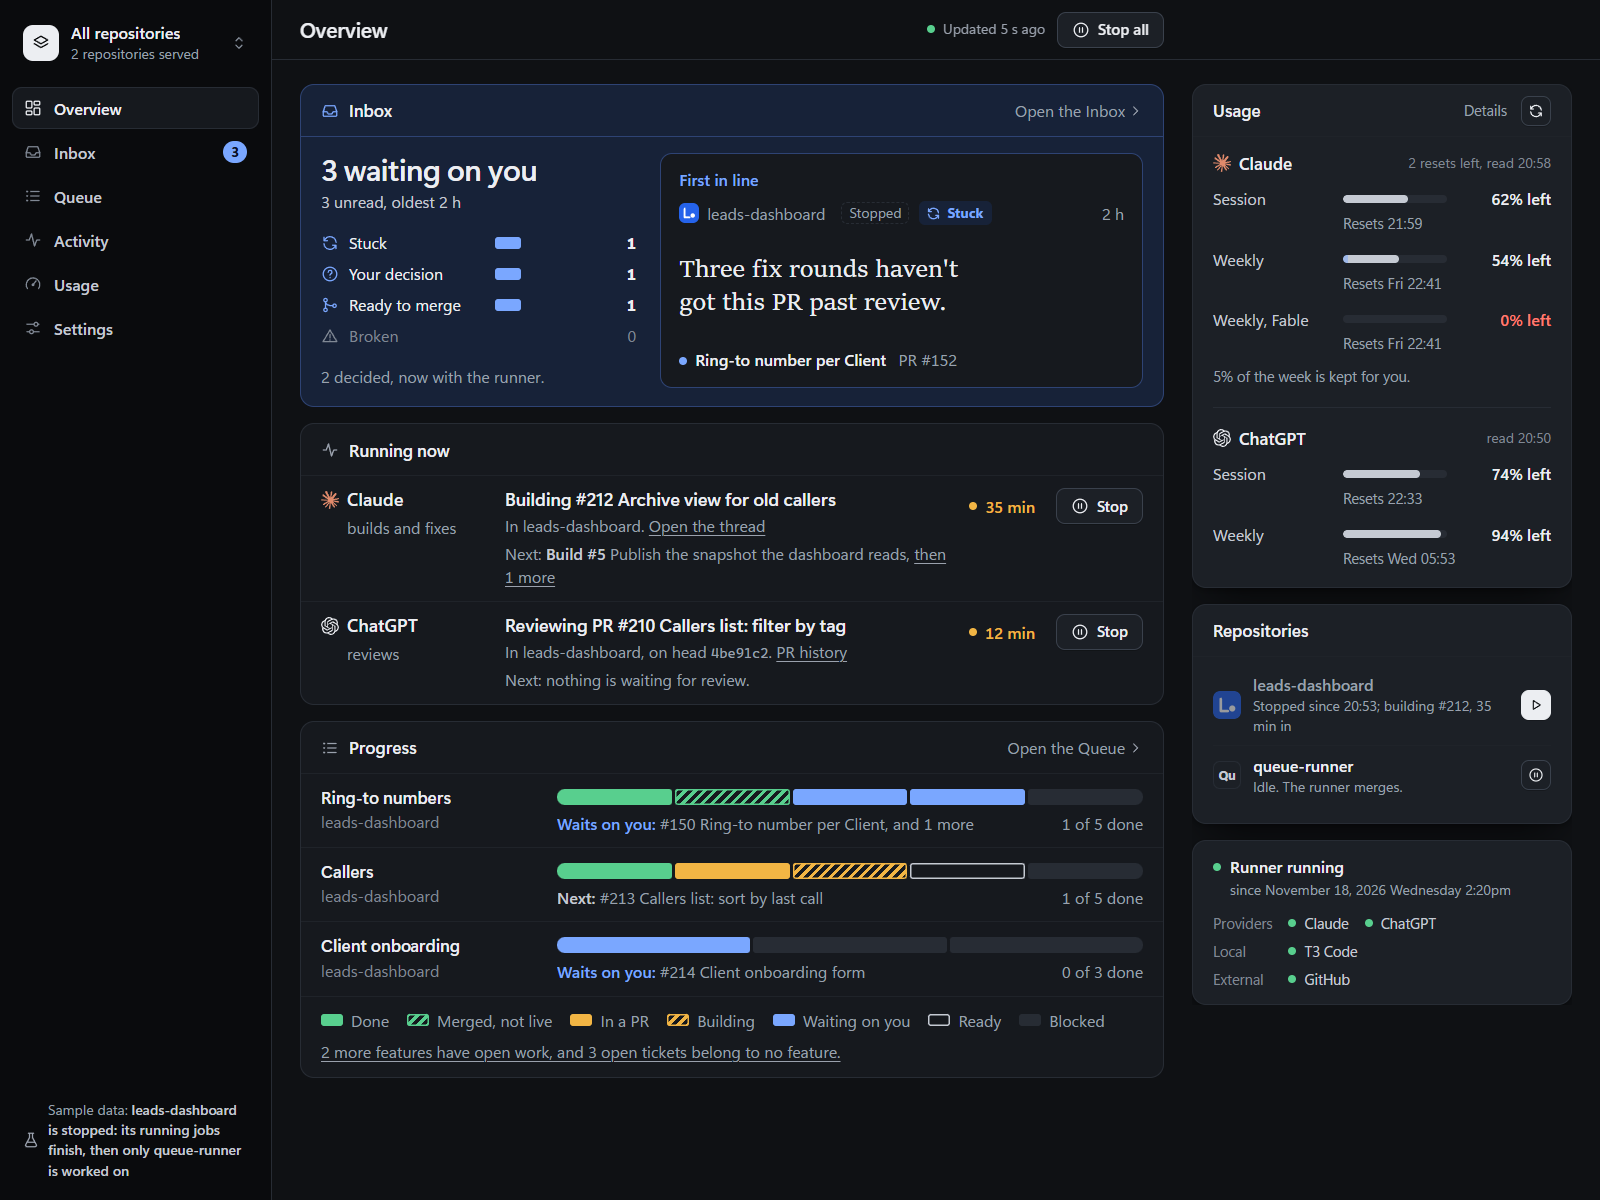 All repositories
2 repositories served
Overview
Inbox
3
Queue
Activity
Usage
Settings
Sample data: leads-dashboard
is stopped: its running jobs
finish, then only queue-runner
is worked on
Overview
Updated 5 s ago
Stop all
Inbox
Open the Inbox
3 waiting on you
3 unread, oldest 2 h
Stuck 1
Your decision 1
Ready to merge 1
Broken 0
2 decided, now with the runner.
First in line
L. leads-dashboard Stopped Stuck 2 h
Three fix rounds haven't
got this PR past review.
Ring-to number per Client PR #152
Running now
Claude
builds and fixes
Building #212 Archive view for old callers
In leads-dashboard. Open the thread
Next: Build #5 Publish the snapshot the dashboard reads, then
1 more
35 min
Stop
ChatGPT
reviews
Reviewing PR #210 Callers list: filter by tag
In leads-dashboard, on head 4be91c2. PR history
Next: nothing is waiting for review.
12 min
Stop
Progress
Open the Queue
Ring-to numbers
leads-dashboard
Waits on you: #150 Ring-to number per Client, and 1 more
1 of 5 done
Callers
leads-dashboard
Next: #213 Callers list: sort by last call
1 of 5 done
Client onboarding
leads-dashboard
Waits on you: #214 Client onboarding form
0 of 3 done
Done Merged, not live In a PR Building Waiting on you Ready Blocked
2 more features have open work, and 3 open tickets belong to no feature.
Usage
Details
Claude
2 resets left, read 20:58
Session
62% left
Resets 21:59
Weekly
54% left
Resets Fri 22:41
Weekly, Fable
0% left
Resets Fri 22:41
5% of the week is kept for you.
ChatGPT
read 20:50
Session
74% left
Resets 22:33
Weekly
94% left
Resets Wed 05:53
Repositories
L.
leads-dashboard
Stopped since 20:53; building #212, 35
min in
Qu
queue-runner
Idle. The runner merges.
Runner running
since November 18, 2026 Wednesday 2:20pm
Providers Claude ChatGPT
Local T3 Code
External GitHub